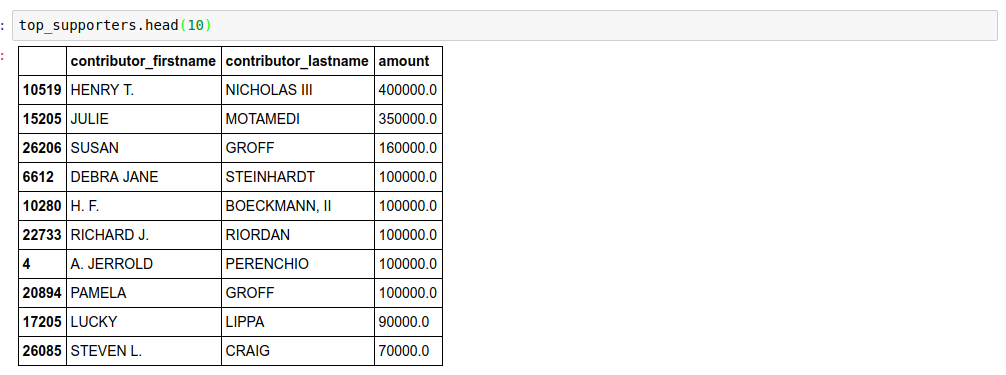 : top_supporters.head(10)
:
contributor_firstname contributor_lastname amount
10519 HENRY T. NICHOLAS III 400000.0
15205 JULIE MOTAMEDI 350000.0
26206 SUSAN GROFF 160000.0
6612 DEBRA JANE STEINHARDT 100000.0
10280 H. F. BOECKMANN, II 100000.0
22733 RICHARD J. RIORDAN 100000.0
4 A. JERROLD PERENCHIO 100000.0
20894 PAMELA GROFF 100000.0
17205 LUCKY LIPPA 90000.0
26085 STEVEN L. CRAIG 70000.0